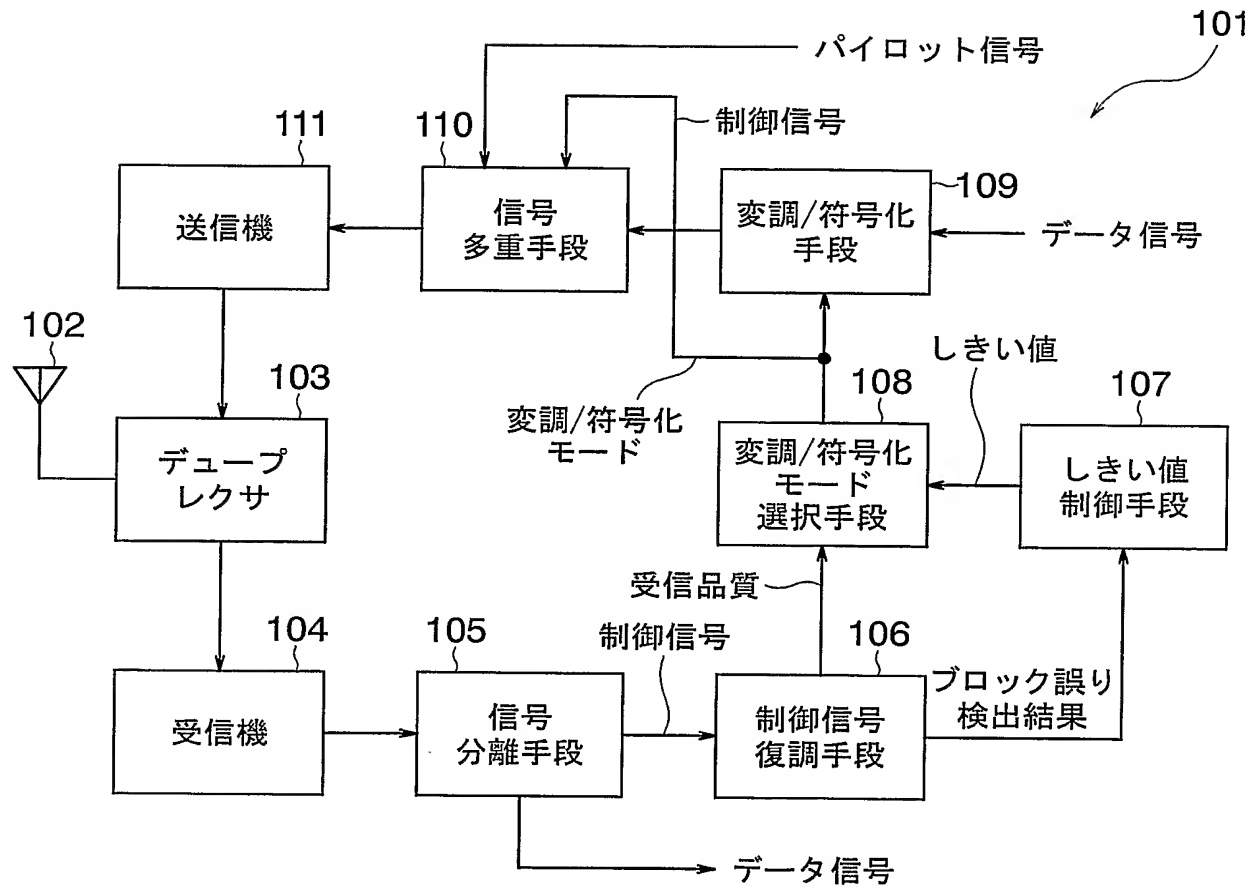 101
パイロット信号
制御信号
111
110
109
送信機
信号
多重手段
変調/符号化
手段
データ信号
102
103
変調/符号化
モード
108
しきい値
107
デュープ
レクサ
変調/符号化
モード
選択手段
しきい値
制御手段
受信品質
104
105
制御信号
106
ブロック誤り
検出結果
受信機
信号
分離手段
制御信号
復調手段
データ信号